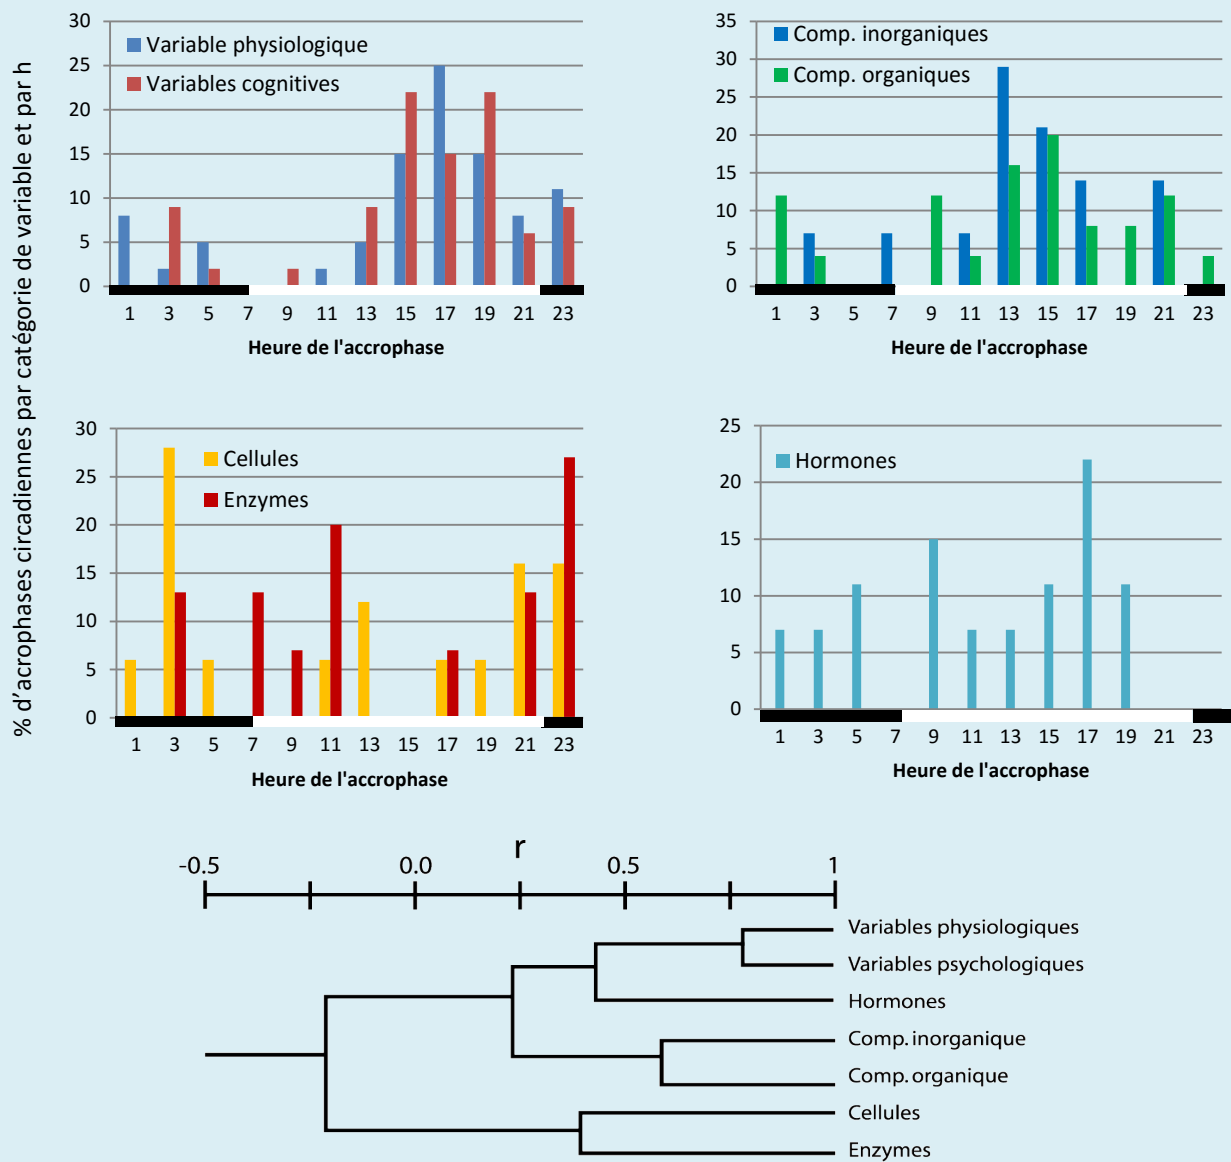 % d'acrophases circadiennes par catégorie de variable et par h
30
25
20
15
10
5
0
Variable physiologique
Variables cognitives
1 3 5 7 9 11 13 15 17 19 21 23
Heure de l'accrophase
35
30
25
20
15
10
5
0
Comp. inorganiques
Comp. organiques
1 3 5 7 9 11 13 15 17 19 21 23
Heure de l'accrophase
30
25
20
15
10
5
0
Cellules
Enzymes
1 3 5 7 9 11 13 15 17 19 21 23
Heure de l'accrophase
25
20
15
10
5
0
Hormones
1 3 5 7 9 11 13 15 17 19 21 23
Heure de l'accrophase
r
-0.5 0.0 0.5 1
Variables physiologiques
Variables psychologiques
Hormones
Comp. inorganique
Comp. organique
Cellules
Enzymes